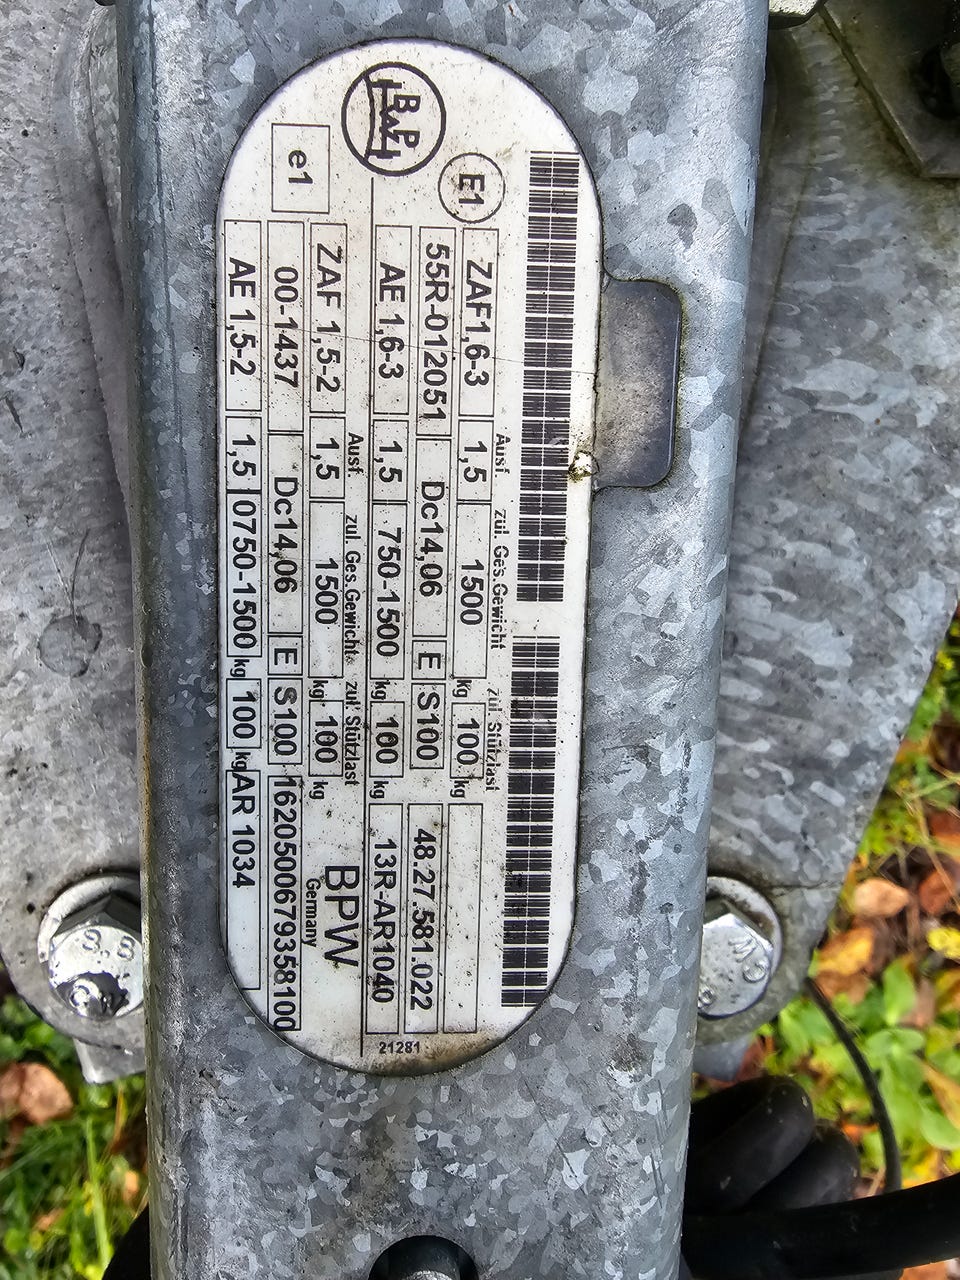 BPW
E1
Ausf. zul. Ges.Gewicht zul. Stützlast
ZAF1,6-3 1,5 1500 kg 100 kg
55R-012051 Dc14,06 E S100 48.27.581.022
AE 1,6-3 1,5 750-1500 kg 100 kg 13R-AR1040
21281
e1
Ausf. zul. Ges.Gewicht zul. Stützlast
ZAF 1,5-2 1,5 1500 kg 100 kg BPW
Germany
00-1437 Dc14,06 E S100 1620500679358100
AE 1,5-2 1,5 0750-1500 kg 100 kg AR 1034
8.8